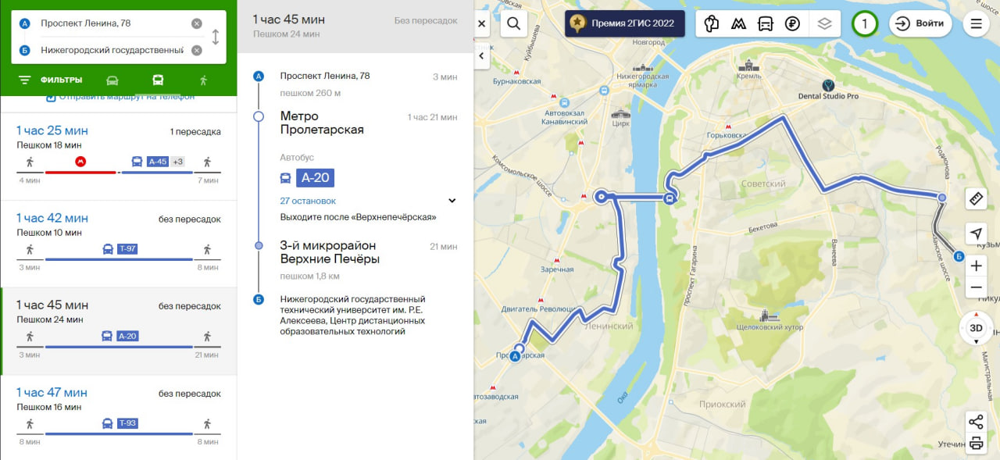 А
Проспект Ленина, 78
Б
Нижегородский государственный
ФИЛЬТРЫ
Отправить маршрут на телефон
1 час 25 мин
1 пересадка
Пешком 18 мин
А-45 +3
4 мин
7 мин
1 час 42 мин
без пересадок
Пешком 10 мин
Т-97
3 мин
8 мин
1 час 45 мин
без пересадок
Пешком 24 мин
А-20
3 мин
21 мин
1 час 47 мин
без пересадок
Пешком 16 мин
Т-93
8 мин
8 мин
1 час 45 мин
Без пересадок
Пешком 24 мин
А
Проспект Ленина, 78
3 мин
пешком 260 м
Метро
Пролетарская
1 час 21 мин
Автобус
А-20
27 остановок
Выходите после «Верхнепечёрская»
3-й микрорайон
Верхние Печёры
21 мин
пешком 1,8 км
Б
Нижегородский государственный
технический университет им. Р.Е.
Алексеева, Центр дистанционных
образовательных технологий
Премия 2ГИС 2022
1
Войти
Куйбышева
Новгород
Бурнаковская
Нижегородская
ярмарка
Кремль
Dental Studio Pro
Автовокзал
Канавинский
Цирк
Горьковская
Родионова
Комсомольское шоссе
Советский
Бекетова
Ванеева
проспект Гагарина
Казанское шоссе
Б
Заречная
Двигатель Революции
Ленинский
Щёлоковский хутор
3D
А
Ока
Приокский
Магистральная